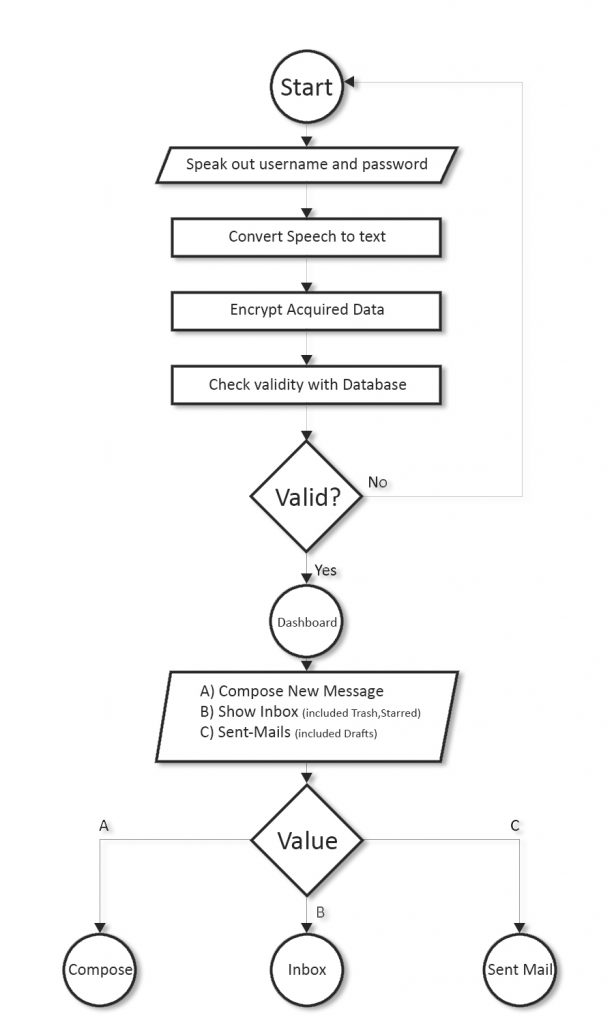 Start
Speak out username and password
Convert Speech to text
Encrypt Acquired Data
Check validity with Database
Valid?
No
Yes
Dashboard
A) Compose New Message
B) Show Inbox (included Trash,Starred)
C) Sent-Mails (included Drafts)
Value
A
C
B
Compose
Inbox
Sent Mail